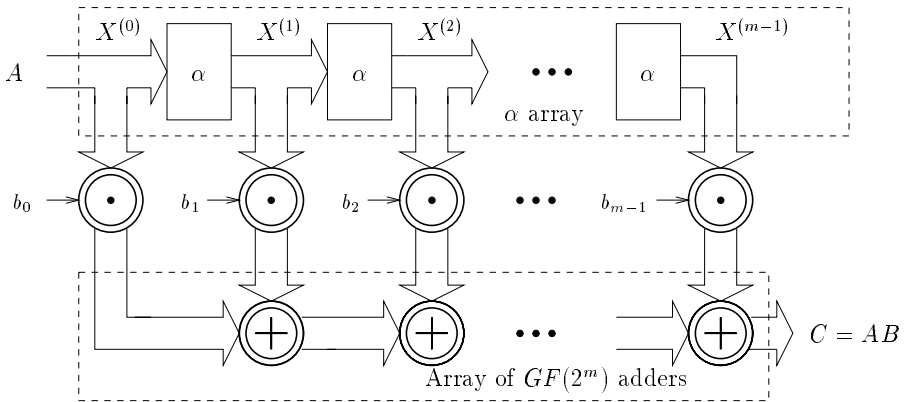 X^(0) X^(1) X^(2) X^(m−1)
A α α ••• α
α array
b_0 b_1 b_2 ••• b_{m−1}
+ + ••• + C = AB
Array of GF(2^m) adders